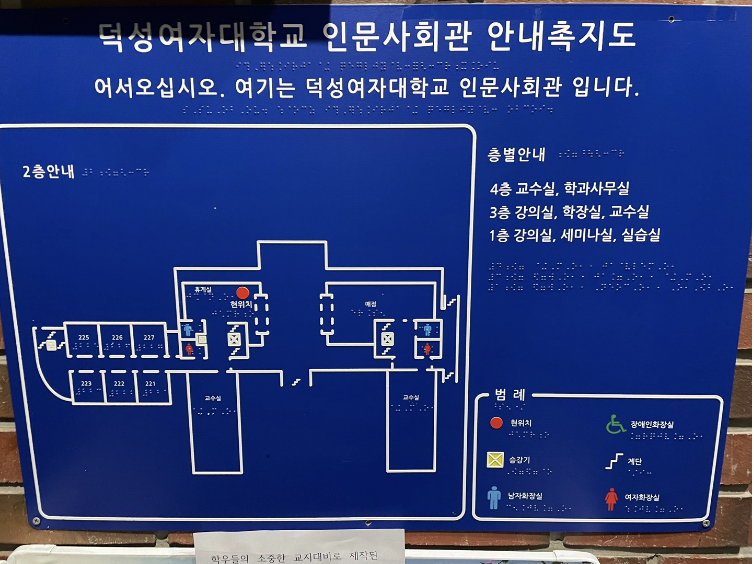 덕성여자대학교 인문사회관 안내촉지도
어서오십시오. 여기는 덕성여자대학교 인문사회관 입니다.
2층안내
층별안내
4층 교수실, 학과사무실
3층 강의실, 학장실, 교수실
1층 강의실, 세미나실, 실습실
휴게실
현위치
매점
225 226 227
223 222 221
교수실
교수실
범 례
현위치
장애인화장실
승강기
계단
남자화장실
여자화장실
학우들의 소중한 교지대비로 제작된